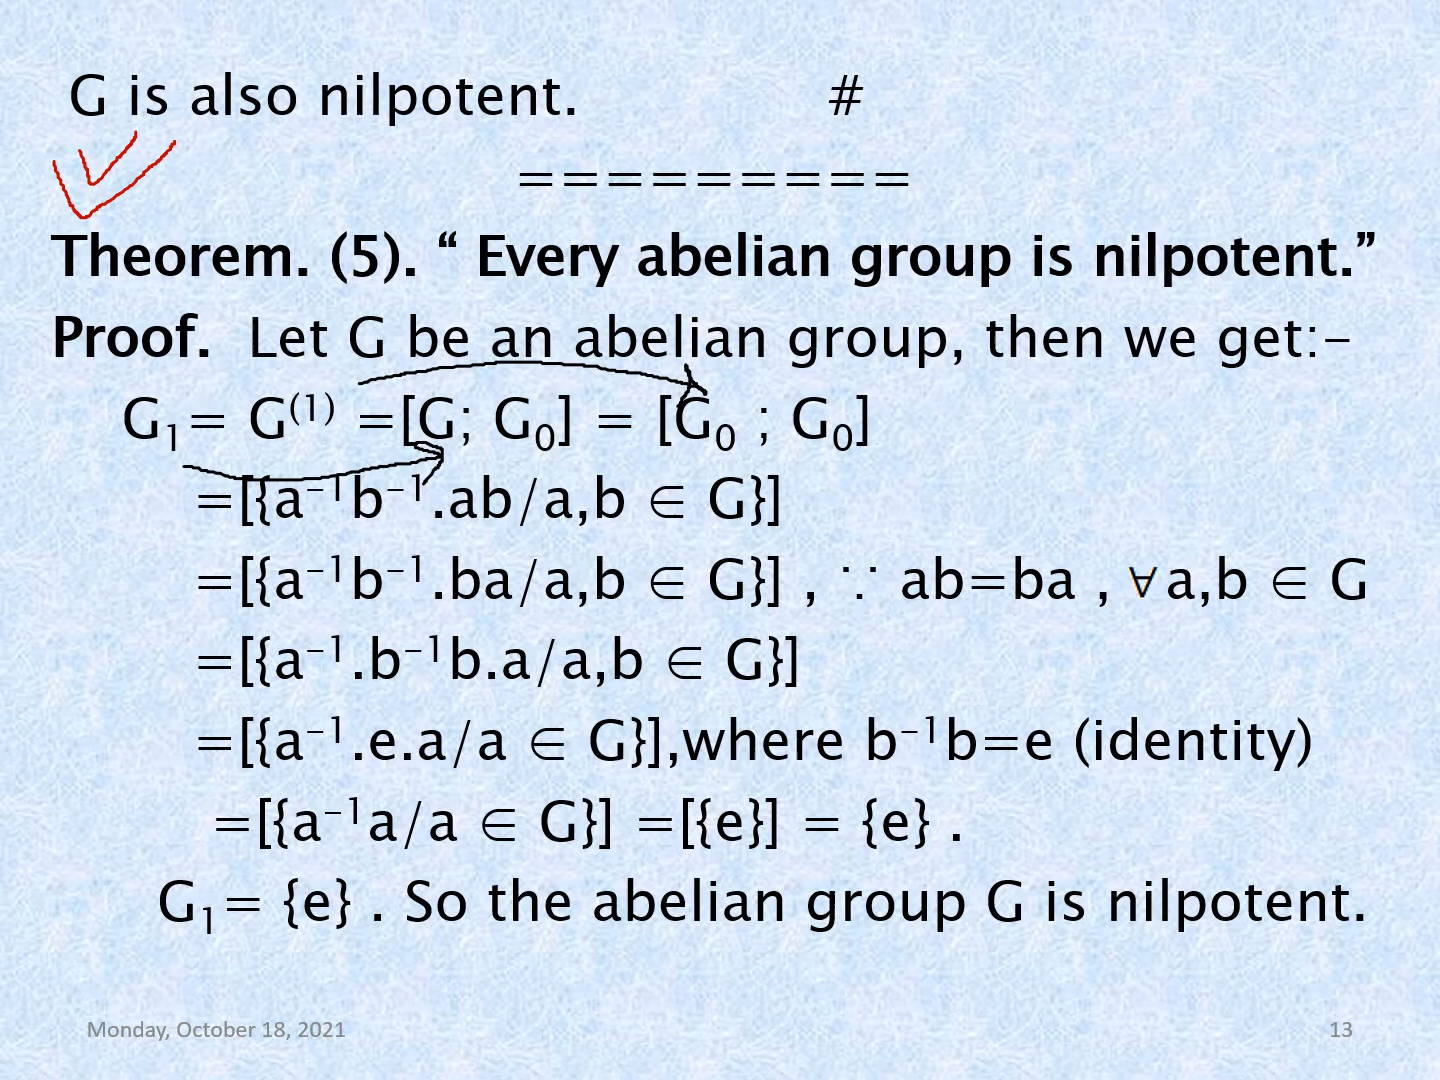 G is also nilpotent. #
=========
Theorem. (5). “ Every abelian group is nilpotent.”
Proof. Let G be an abelian group, then we get:-
G₁= G⁽¹⁾ =[G; G₀] = [G₀ ; G₀]
=[{a⁻¹b⁻¹.ab/a,b ∈ G}]
=[{a⁻¹b⁻¹.ba/a,b ∈ G}] , ∵ ab=ba , ∀a,b ∈ G
=[{a⁻¹.b⁻¹b.a/a,b ∈ G}]
=[{a⁻¹.e.a/a ∈ G}],where b⁻¹b=e (identity)
=[{a⁻¹a/a ∈ G}] =[{e}] = {e} .
G₁= {e} . So the abelian group G is nilpotent.
Monday, October 18, 2021 13